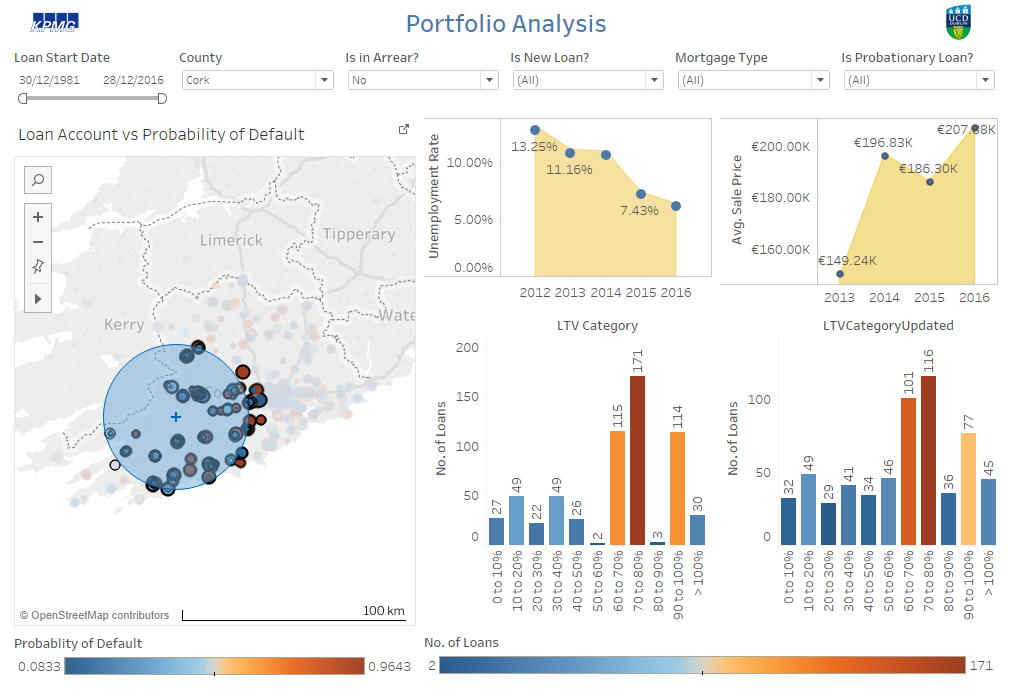 KPMG
Portfolio Analysis
UCD
DUBLIN
Loan Start Date
County
Is in Arrear?
Is New Loan?
Mortgage Type
Is Probationary Loan?
30/12/1981
28/12/2016
Cork
No
(All)
(All)
(All)
Loan Account vs Probability of Default
Limerick
Tipperary
Kerry
Wate
© OpenStreetMap contributors
100 km
Unemployment Rate
10.00%
5.00%
0.00%
13.25%
11.16%
7.43%
2012 2013 2014 2015 2016
Avg. Sale Price
€200.00K
€180.00K
€160.00K
€149.24K
€196.83K
€186.30K
2013 2014 2015 2016
LTV Category
No. of Loans
200
150
100
50
0
27 49 22 49 26 2 115 171 3 114 30
0 to 10%
10 to 20%
20 to 30%
30 to 40%
40 to 50%
50 to 60%
60 to 70%
70 to 80%
80 to 90%
90 to 100%
> 100%
LTVCategoryUpdated
No. of Loans
100
50
0
32 49 29 41 34 46 101 116 36 77 45
0 to 10%
10 to 20%
20 to 30%
30 to 40%
40 to 50%
50 to 60%
60 to 70%
70 to 80%
80 to 90%
90 to 100%
> 100%
Probablity of Default
0.0833
0.9643
No. of Loans
2
171